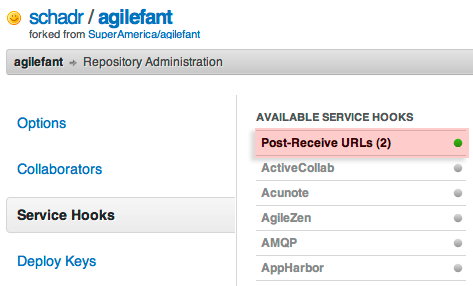 schadr / agilefant
forked from SuperAmerica/agilefant
agilefant → Repository Administration
Options
Collaborators
Service Hooks
Deploy Keys
AVAILABLE SERVICE HOOKS
Post-Receive URLs (2)
ActiveCollab
Acunote
AgileZen
AMQP
AppHarbor